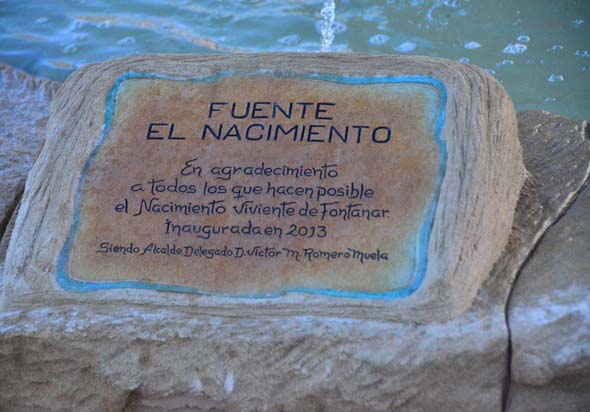 FUENTE
EL NACIMIENTO
En agradecimiento
a todos los que hacen posible
el Nacimiento Viviente de Fontanar
Inaugurada en 2013
Siendo Alcalde Delegado D. Victor M. Romero Muela